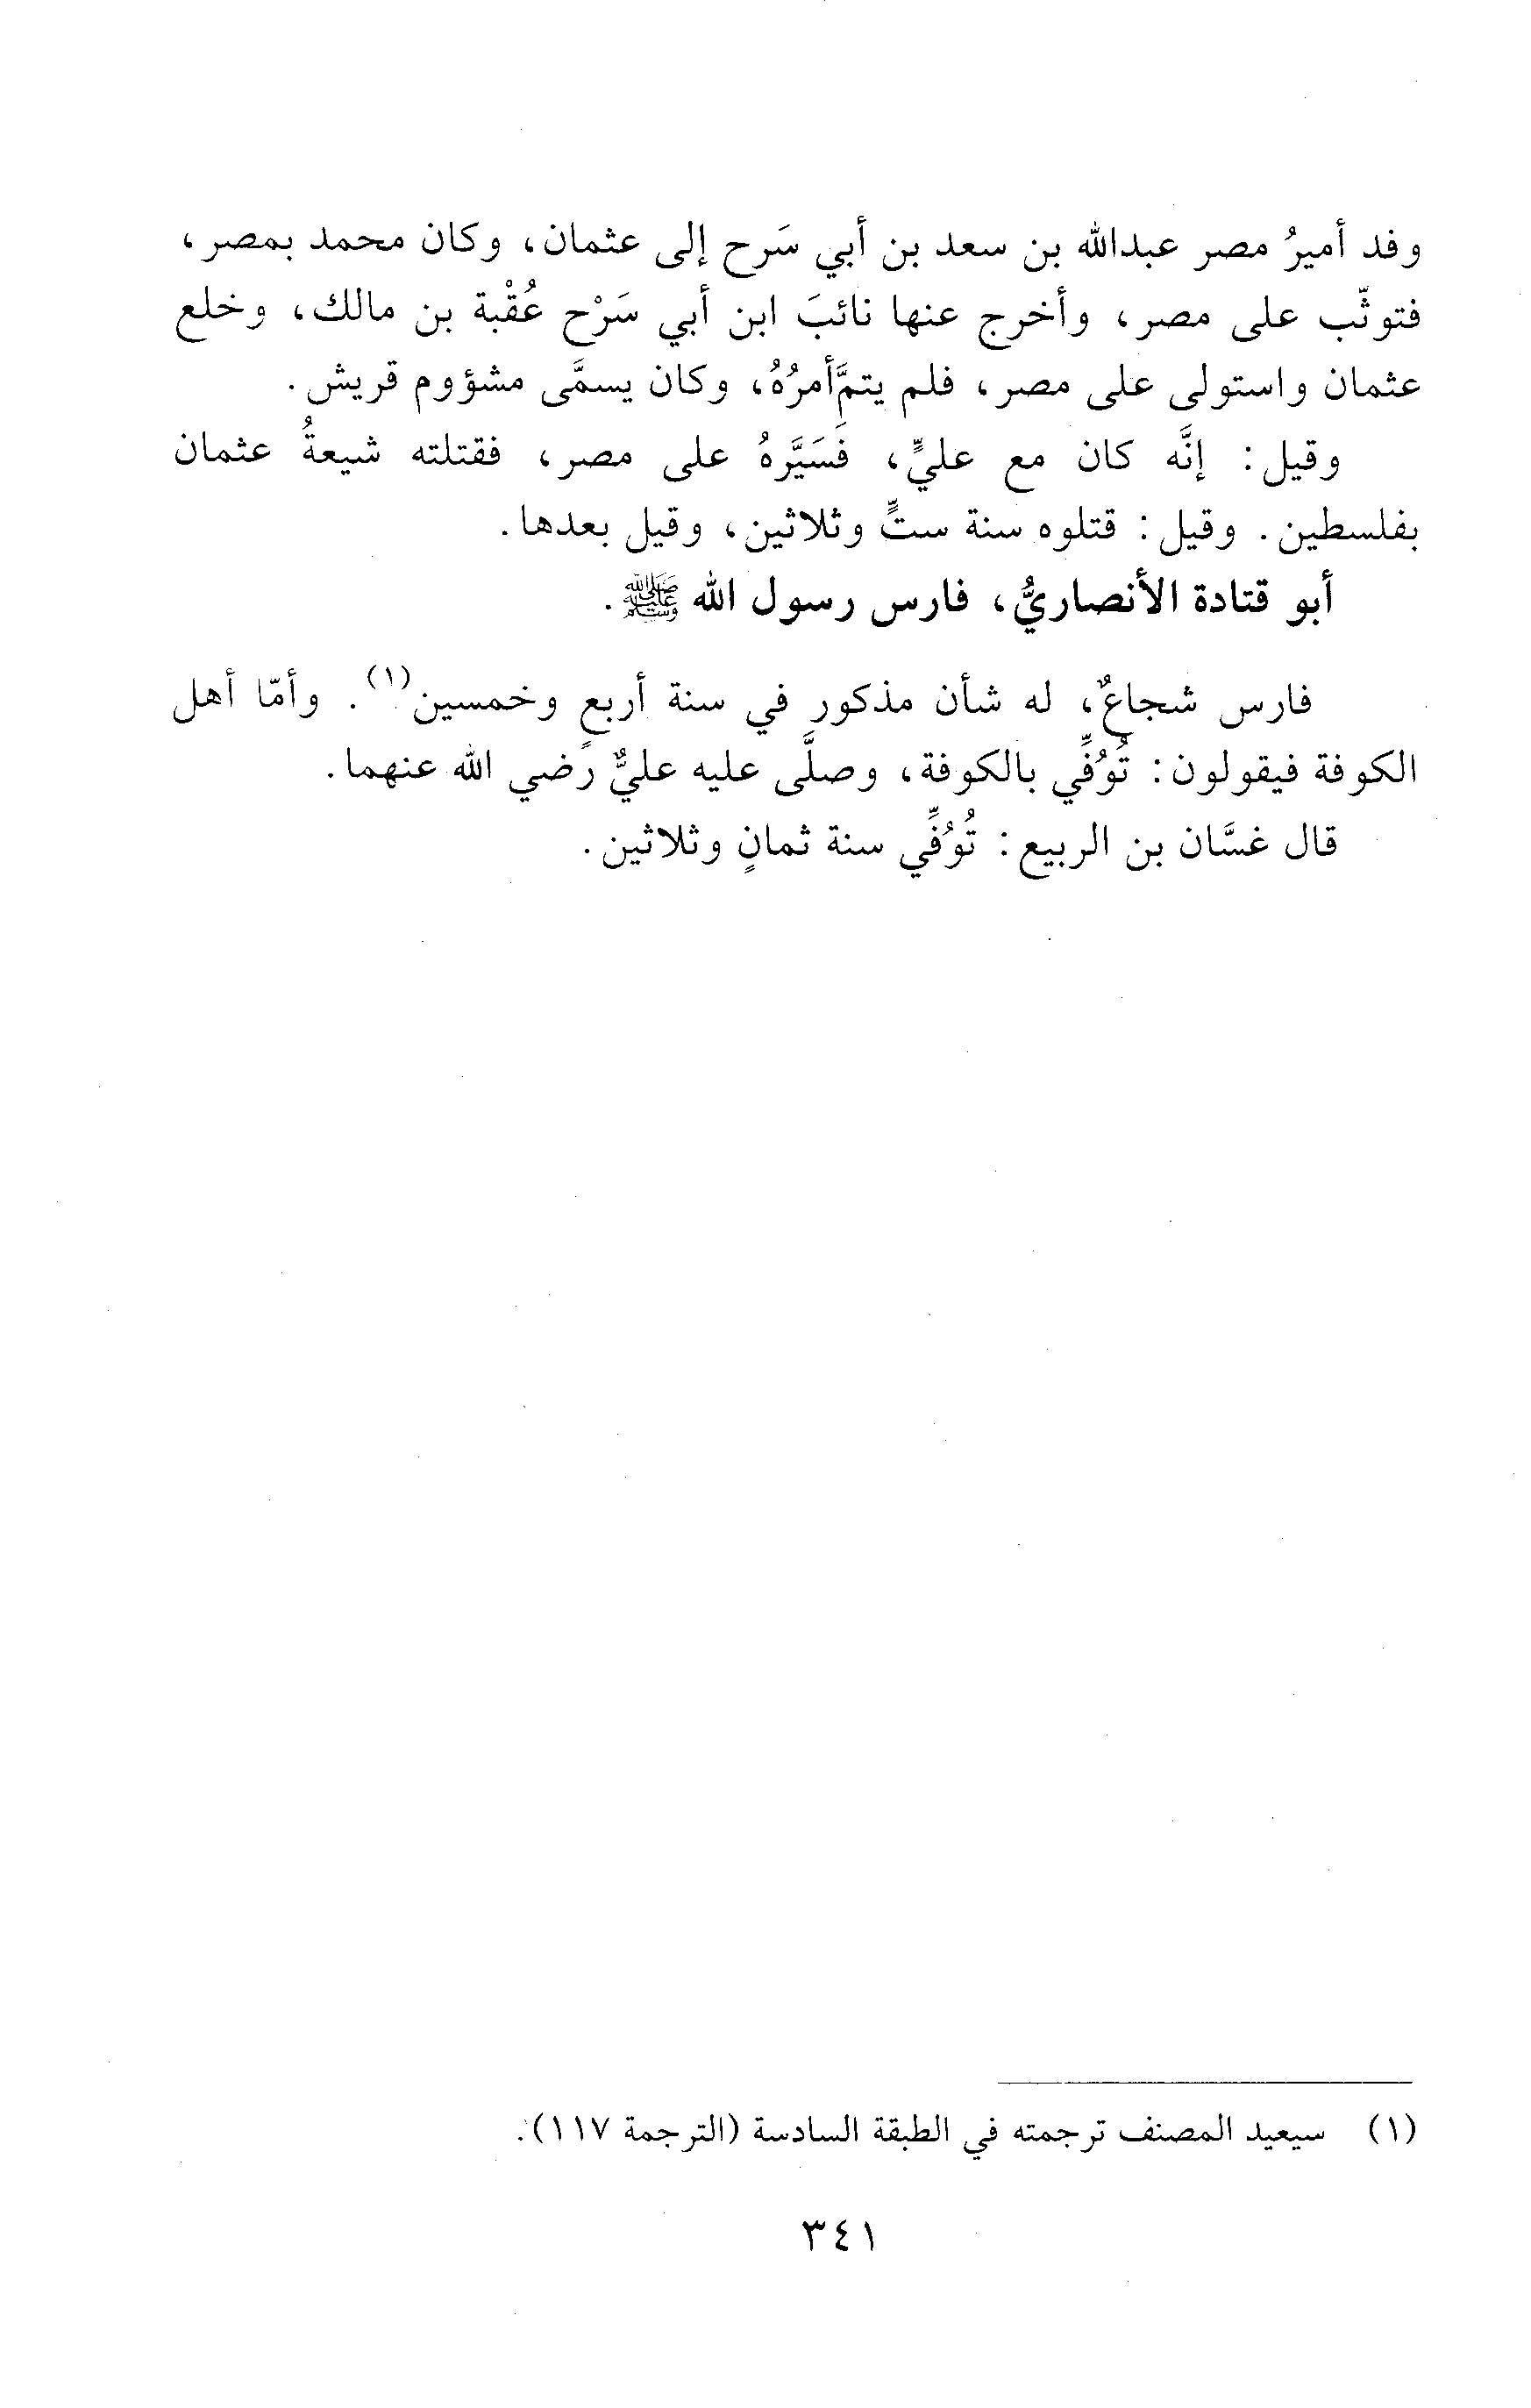 وفد أميرُ مصر عبدالله بن سعد بن أبي سَرح إلى عثمان، وكان محمد بمصر،
فتوثّب على مصر، وأخرج عنها نائبَ ابن أبي سَرْح عُقْبة بن مالك، وخلع
عثمان واستولى على مصر، فلم يتمَّ أمرُهُ، وكان يسمَّى مشؤوم قريش.
وقيل: إنَّه كان مع عليٍّ، فَسَيَّرهُ على مصر، فقتلته شيعةُ عثمان
بفلسطين. وقيل: قتلوه سنة ستٍّ وثلاثين، وقيل بعدها.
أبو قتادة الأنصاريُّ، فارس رسول الله ﷺ.
فارس شجاعٌ، له شأن مذكور في سنة أربعٍ وخمسين(١). وأمّا أهل
الكوفة فيقولون: تُوُفِّي بالكوفة، وصلَّى عليه عليٌّ رضي الله عنهما.
قال غسَّان بن الربيع: تُوُفِّي سنة ثمانٍ وثلاثين.
(١) سيعيد المصنف ترجمته في الطبقة السادسة (الترجمة ١١٧).
٣٤١